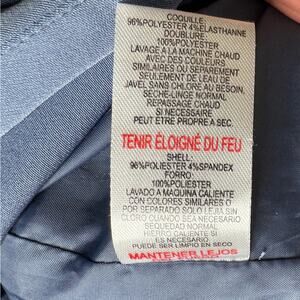 COQUILLE:
96%POLYESTER 4%ELASTHANNE
DOUBLURE:
100%POLYESTER
LAVAGE A LA MACHINE CHAUD
AVEC DES COULEURS
SIMILAIRES OU SEPAREMENT
SEULEMENT DE L'EAU DE
JAVEL SANS CHLORE AU BESOIN,
SECHE-LINGE NORMAL
REPASSAGE CHAUD
SI NECESSAIRE
PEUT ÊTRE PROPRE A SEC
TENIR ÉLOIGNÉ DU FEU
SHELL:
96%POLYESTER 4%SPANDEX
FORRO:
100%POLYESTER
LAVADO A MAQUINA CALIENTE
CON COLORES SIMILARES O
POR SEPARADO SOLO LEJIA SIN
CLORO CUANDO SEA NECESARIO
SEQUEDAD NORMAL
HIERRO CALIENTE SI
ES NECESARIO
PUEDE SER LIMPIO EN SECO
MANTENER LEJOS